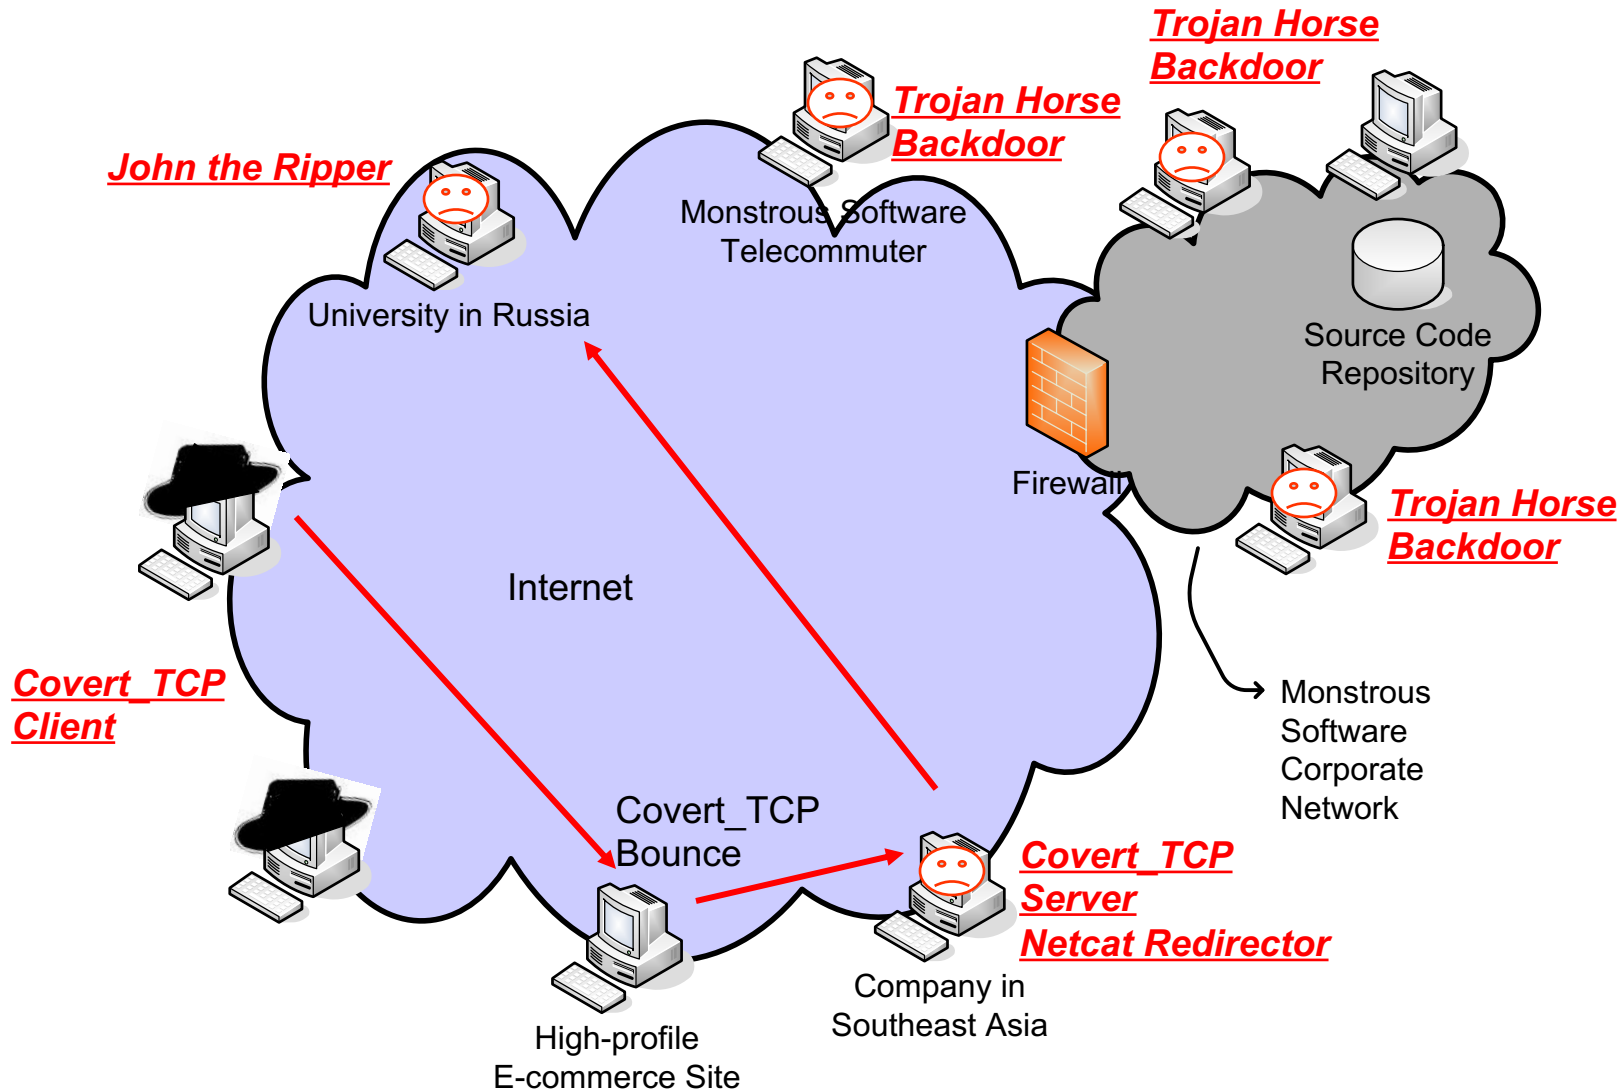 Trojan Horse
Backdoor
Trojan Horse
Backdoor
John the Ripper
Monstrous Software
Telecommuter
University in Russia
Source Code
Repository
Firewall
Trojan Horse
Backdoor
Internet
Covert_TCP
Client
Monstrous
Software
Corporate
Network
Covert_TCP
Bounce
Covert_TCP
Server
Netcat Redirector
Company in
Southeast Asia
High-profile
E-commerce Site